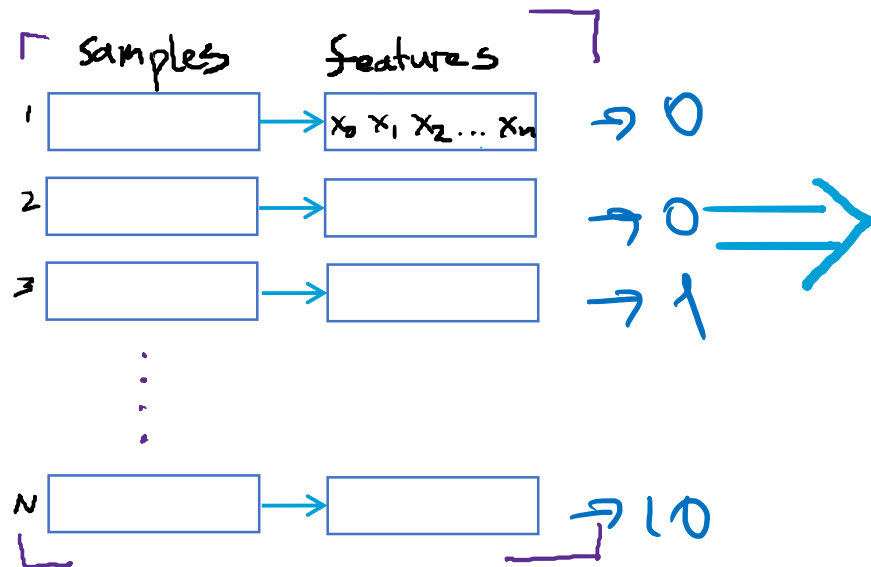 samples features
1 x₀ x₁ x₂ ... xₙ → 0
2 → 0
3 → 1
N → 10